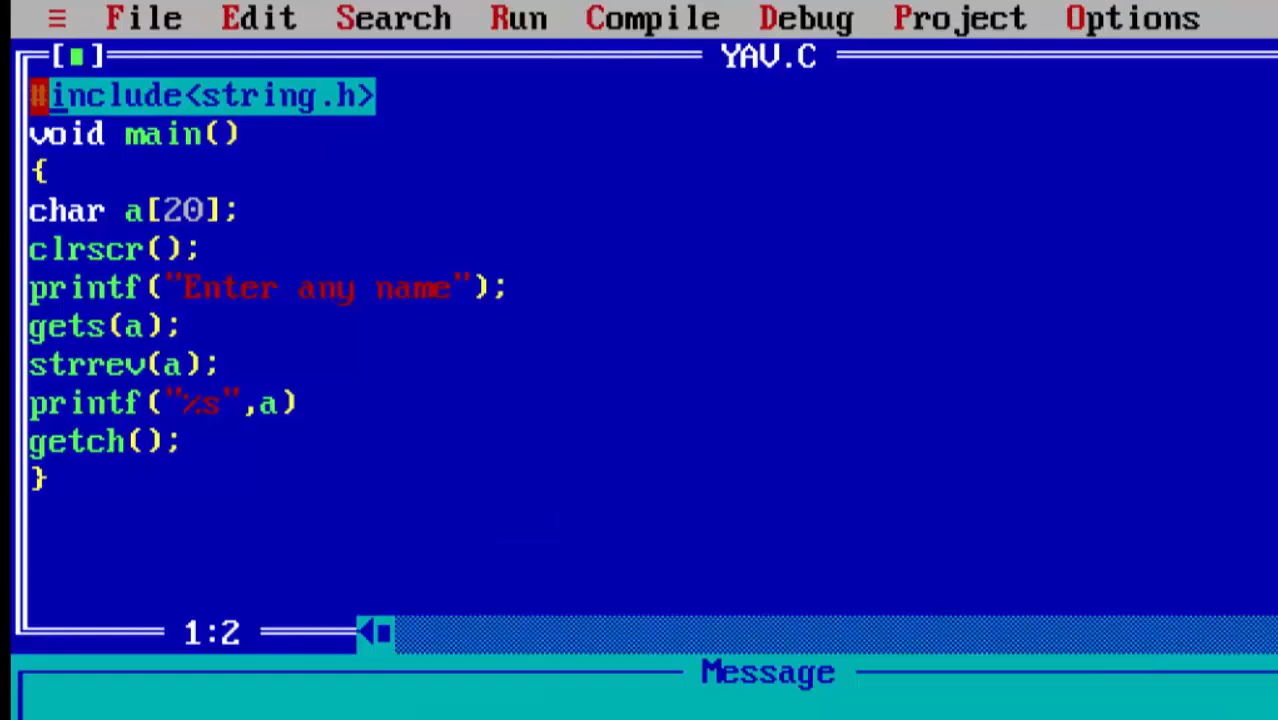 ≡ File Edit Search Run Compile Debug Project Options
[■] YAV.C
#include<string.h>
void main()
{
char a[20];
clrscr();
printf("Enter any name");
gets(a);
strrev(a);
printf("%s",a)
getch();
}
1:2
Message